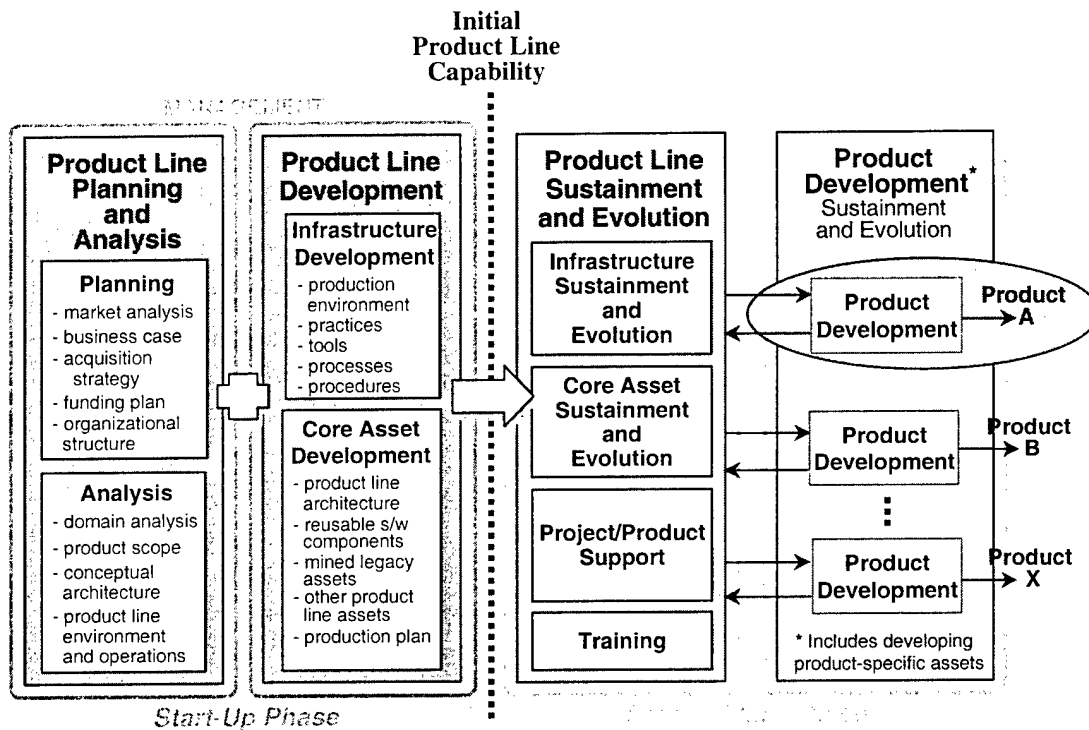 Initial
Product Line
Capability
MANAGEMENT
Product Line
Planning
and
Analysis
Planning
- market analysis
- business case
- acquisition
strategy
- funding plan
- organizational
structure
Analysis
- domain analysis
- product scope
- conceptual
architecture
- product line
environment
and operations
Product Line
Development
Infrastructure
Development
- production
environment
- practices
- tools
- processes
- procedures
Core Asset
Development
- product line
architecture
- reusable s/w
components
- mined legacy
assets
- other product
line assets
- production plan
Start-Up Phase
Product Line
Sustainment
and Evolution
Infrastructure
Sustainment
and
Evolution
Core Asset
Sustainment
and
Evolution
Project/Product
Support
Training
Product
Development*
Sustainment
and Evolution
Product
Development
Product
A
Product
Development
Product
B
Product
Development
Product
X
* Includes developing
product-specific assets